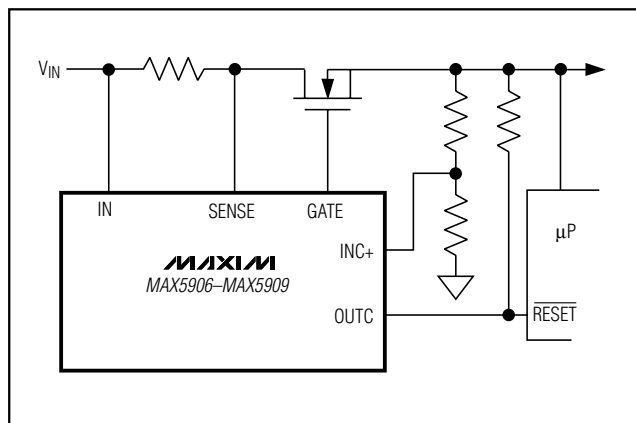 VIN
IN SENSE GATE
INC+
MAXIM
MAX5906–MAX5909
OUTC
µP
RESET